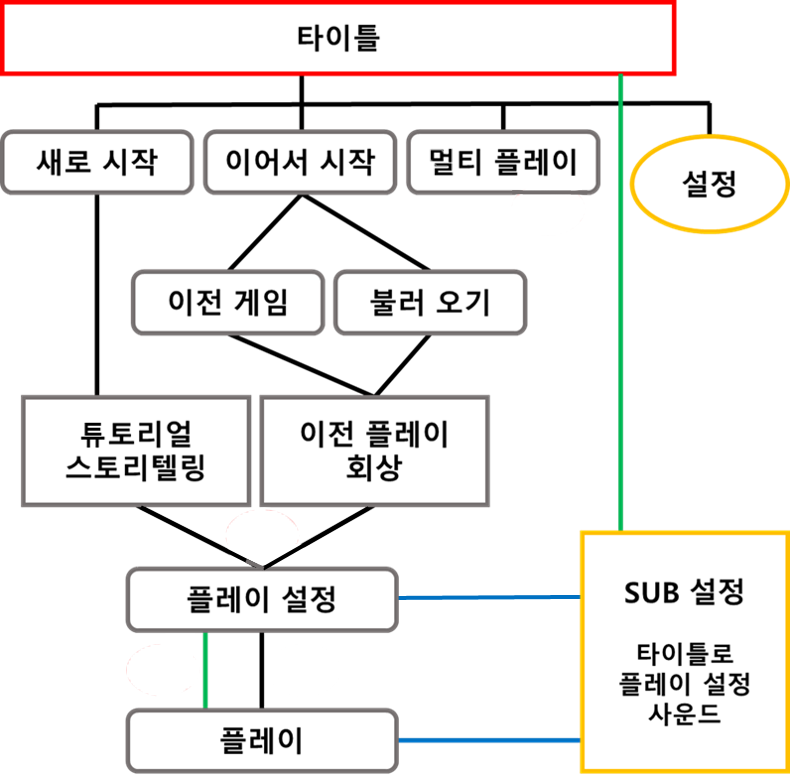 타이틀
새로 시작
이어서 시작
멀티 플레이
설정
이전 게임
불러 오기
튜토리얼
스토리텔링
이전 플레이
회상
플레이 설정
SUB 설정
타이틀로
플레이 설정
사운드
플레이